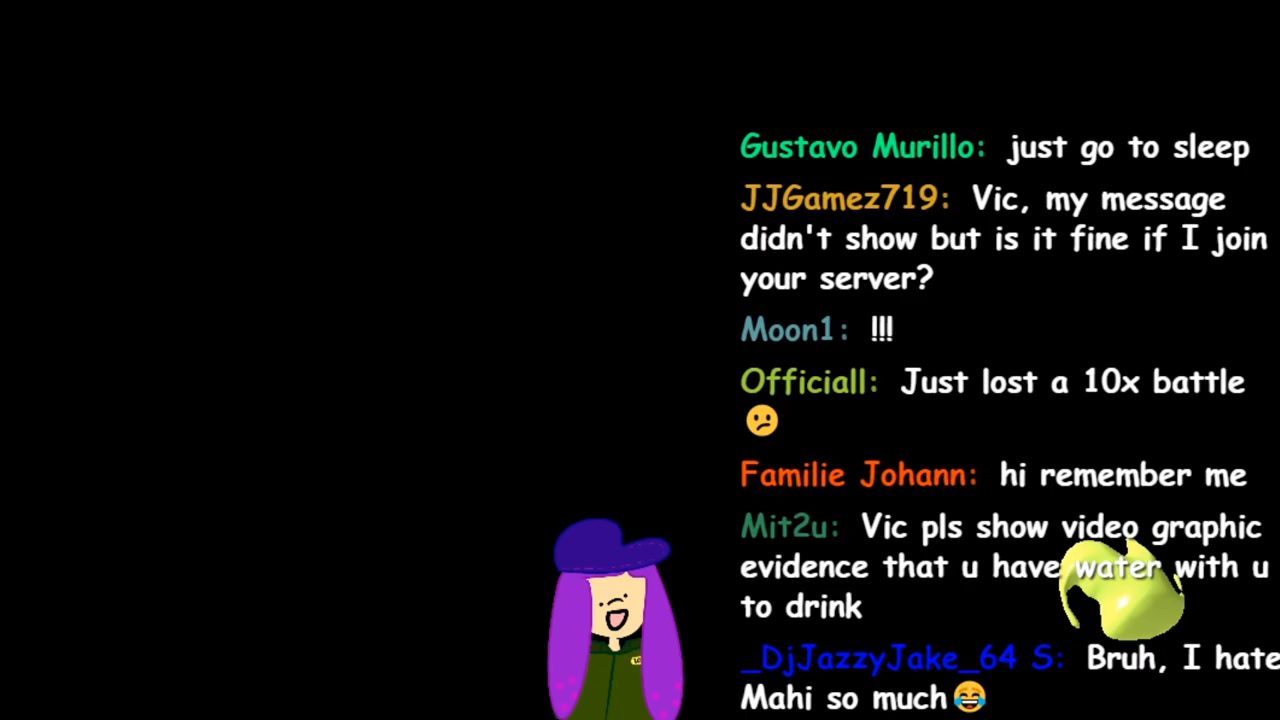 Gustavo Murillo: just go to sleep
JJGamez719: Vic, my message
didn't show but is it fine if I join
your server?
Moon1: !!!
Officiall: Just lost a 10x battle
😕
Familie Johann: hi remember me
Mit2u: Vic pls show video graphic
evidence that u have water with u
to drink
_DjJazzyJake_64 S: Bruh, I hate
Mahi so much😂